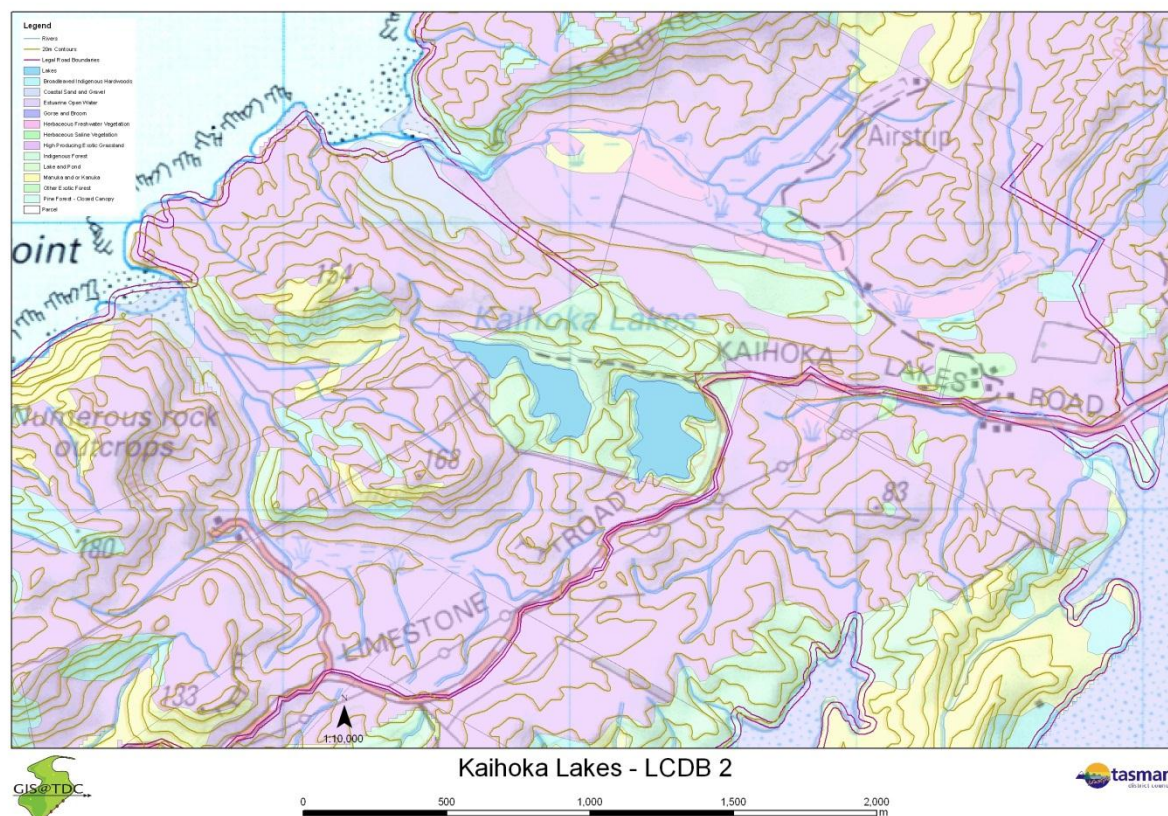 Legend
Rivers
20m Contours
Legal Road Boundaries
Lakes
Broadleaved Indigenous Hardwoods
Coastal Sand and Gravel
Estuarine Open Water
Gorse and Broom
Herbaceous Freshwater Vegetation
Herbaceous Saline Vegetation
High Producing Exotic Grassland
Indigenous Forest
Lake and Pond
Manuka and or Kanuka
Other Exotic Forest
Pine Forest - Closed Canopy
Parcel
Airstrip
oint
154
Kaihoka Lakes
KAIHOKA LAKES ROAD
Numerous rock
outcrops
168
83
180
LIMESTONE ROAD
133
1:10,000
Kaihoka Lakes - LCDB 2
GIS@TDC
tasman
district council
0 500 1,000 1,500 2,000
m